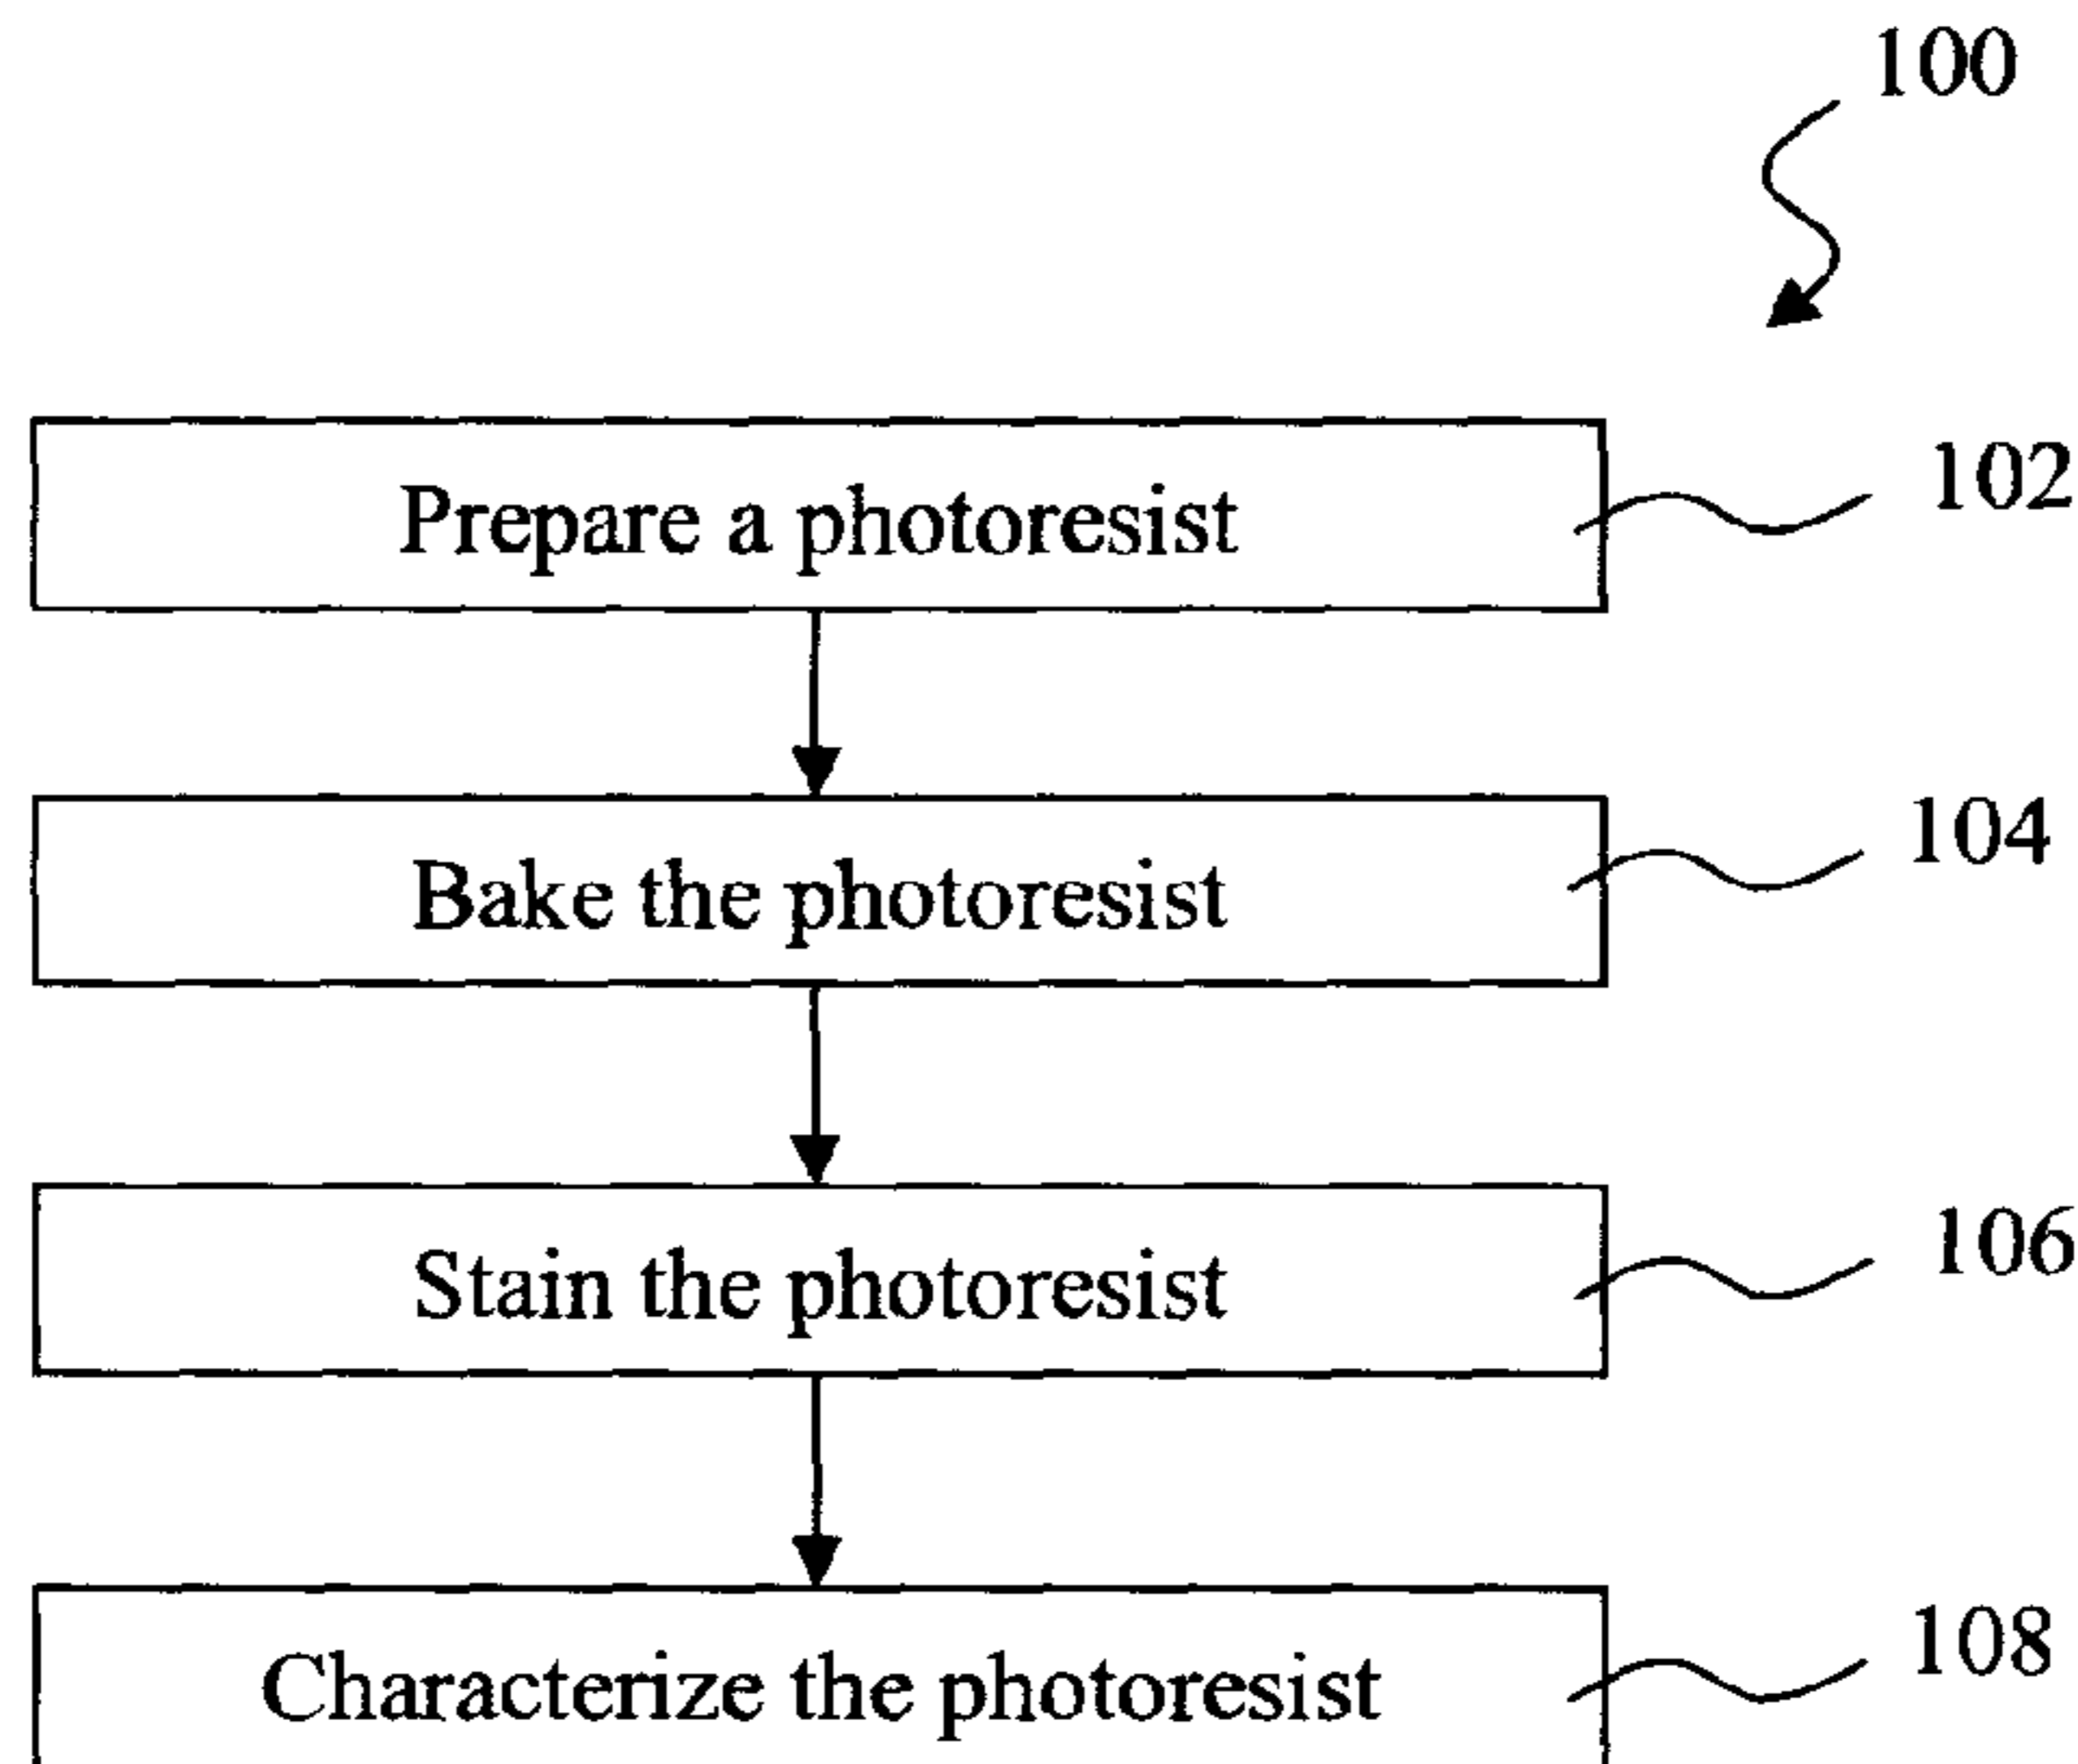 100
Prepare a photoresist
102
Bake the photoresist
104
Stain the photoresist
106
Characterize the photoresist
108